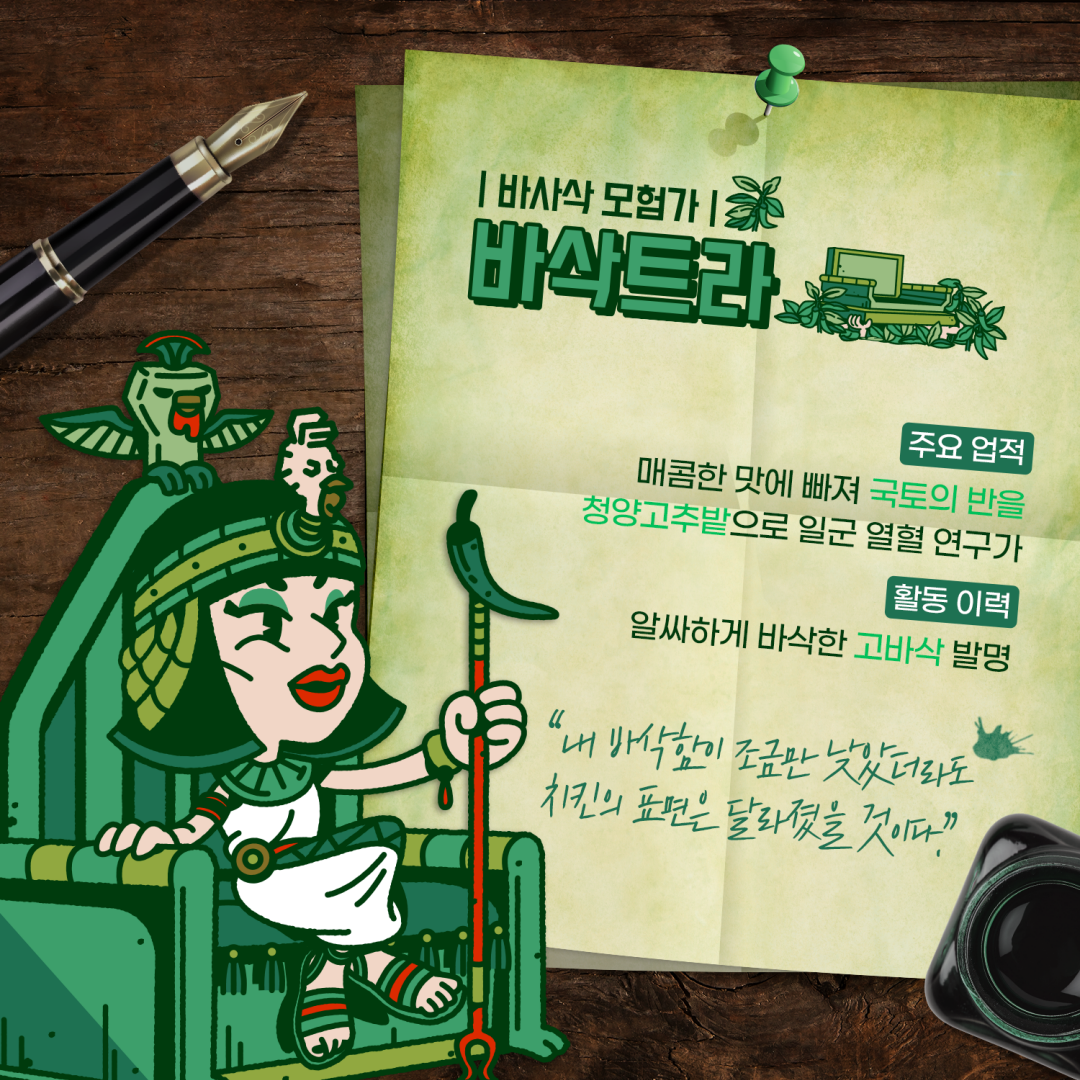 | 바사삭 모험가 |
바삭트라
주요 업적
매콤한 맛에 빠져 국토의 반을
청양고추밭으로 일군 열혈 연구가
활동 이력
알싸하게 바삭한 고바삭 발명
“내 바삭함이 조금만 낮았더라도
치킨의 표면은 달라졌을 것이다.”